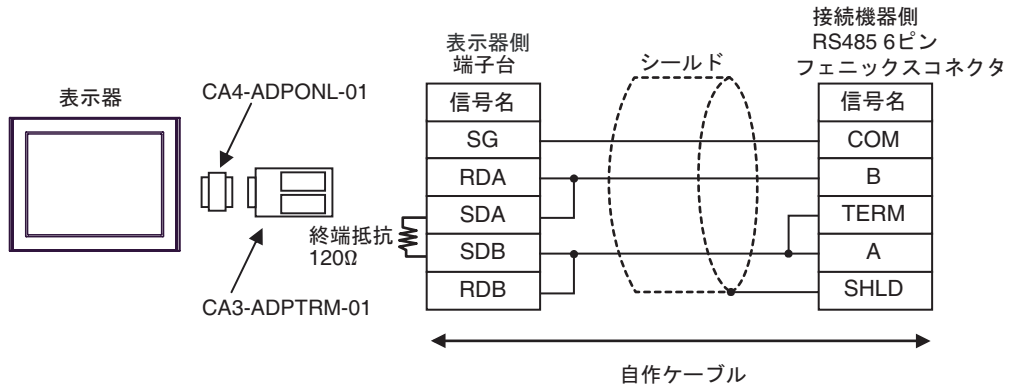 表示器
CA4-ADPONL-01
CA3-ADPTRM-01
終端抵抗
120Ω
表示器側
端子台
信号名
SG
RDA
SDA
SDB
RDB
シールド
接続機器側
RS485 6ピン
フェニックスコネクタ
信号名
COM
B
TERM
A
SHLD
自作ケーブル